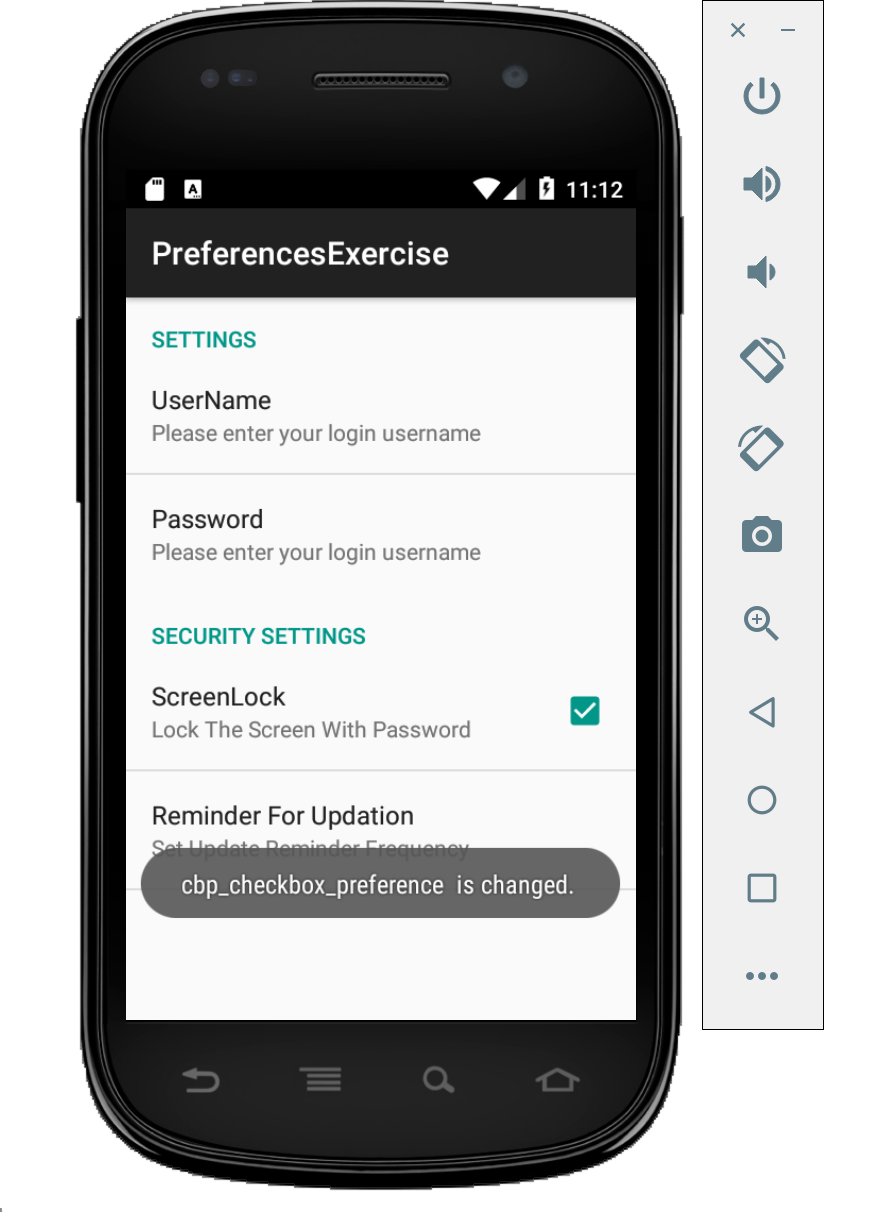 11:12
PreferencesExercise
SETTINGS
UserName
Please enter your login username
Password
Please enter your login username
SECURITY SETTINGS
ScreenLock
Lock The Screen With Password
Reminder For Updation
Set Update Reminder Frequency
cbp_checkbox_preference is changed.